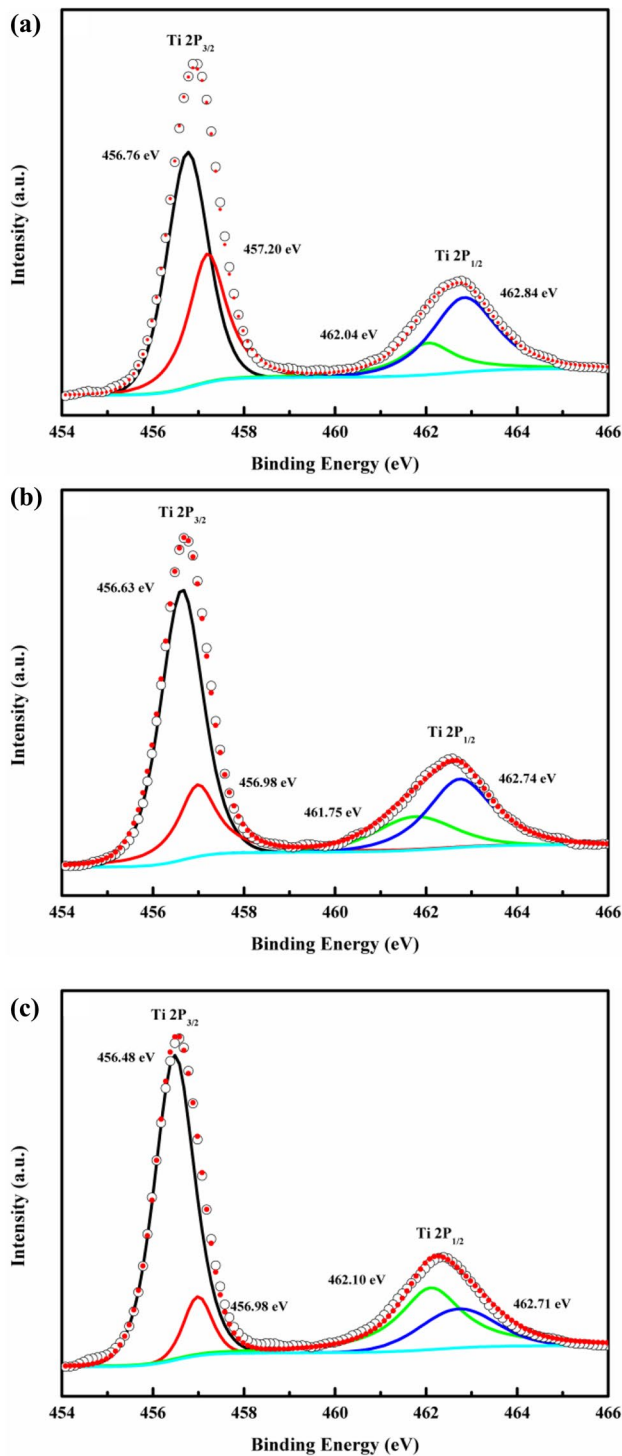 (a)
Ti 2P3/2
456.76 eV
457.20 eV
Ti 2P1/2
462.84 eV
462.04 eV
Intensity (a.u.)
454 456 458 460 462 464 466
Binding Energy (eV)
(b)
Ti 2P3/2
456.63 eV
Ti 2P1/2
456.98 eV
462.74 eV
461.75 eV
Intensity (a.u.)
454 456 458 460 462 464 466
Binding Energy (eV)
(c)
Ti 2P3/2
456.48 eV
Ti 2P1/2
462.10 eV
456.98 eV
462.71 eV
Intensity (a.u.)
454 456 458 460 462 464 466
Binding Energy (eV)